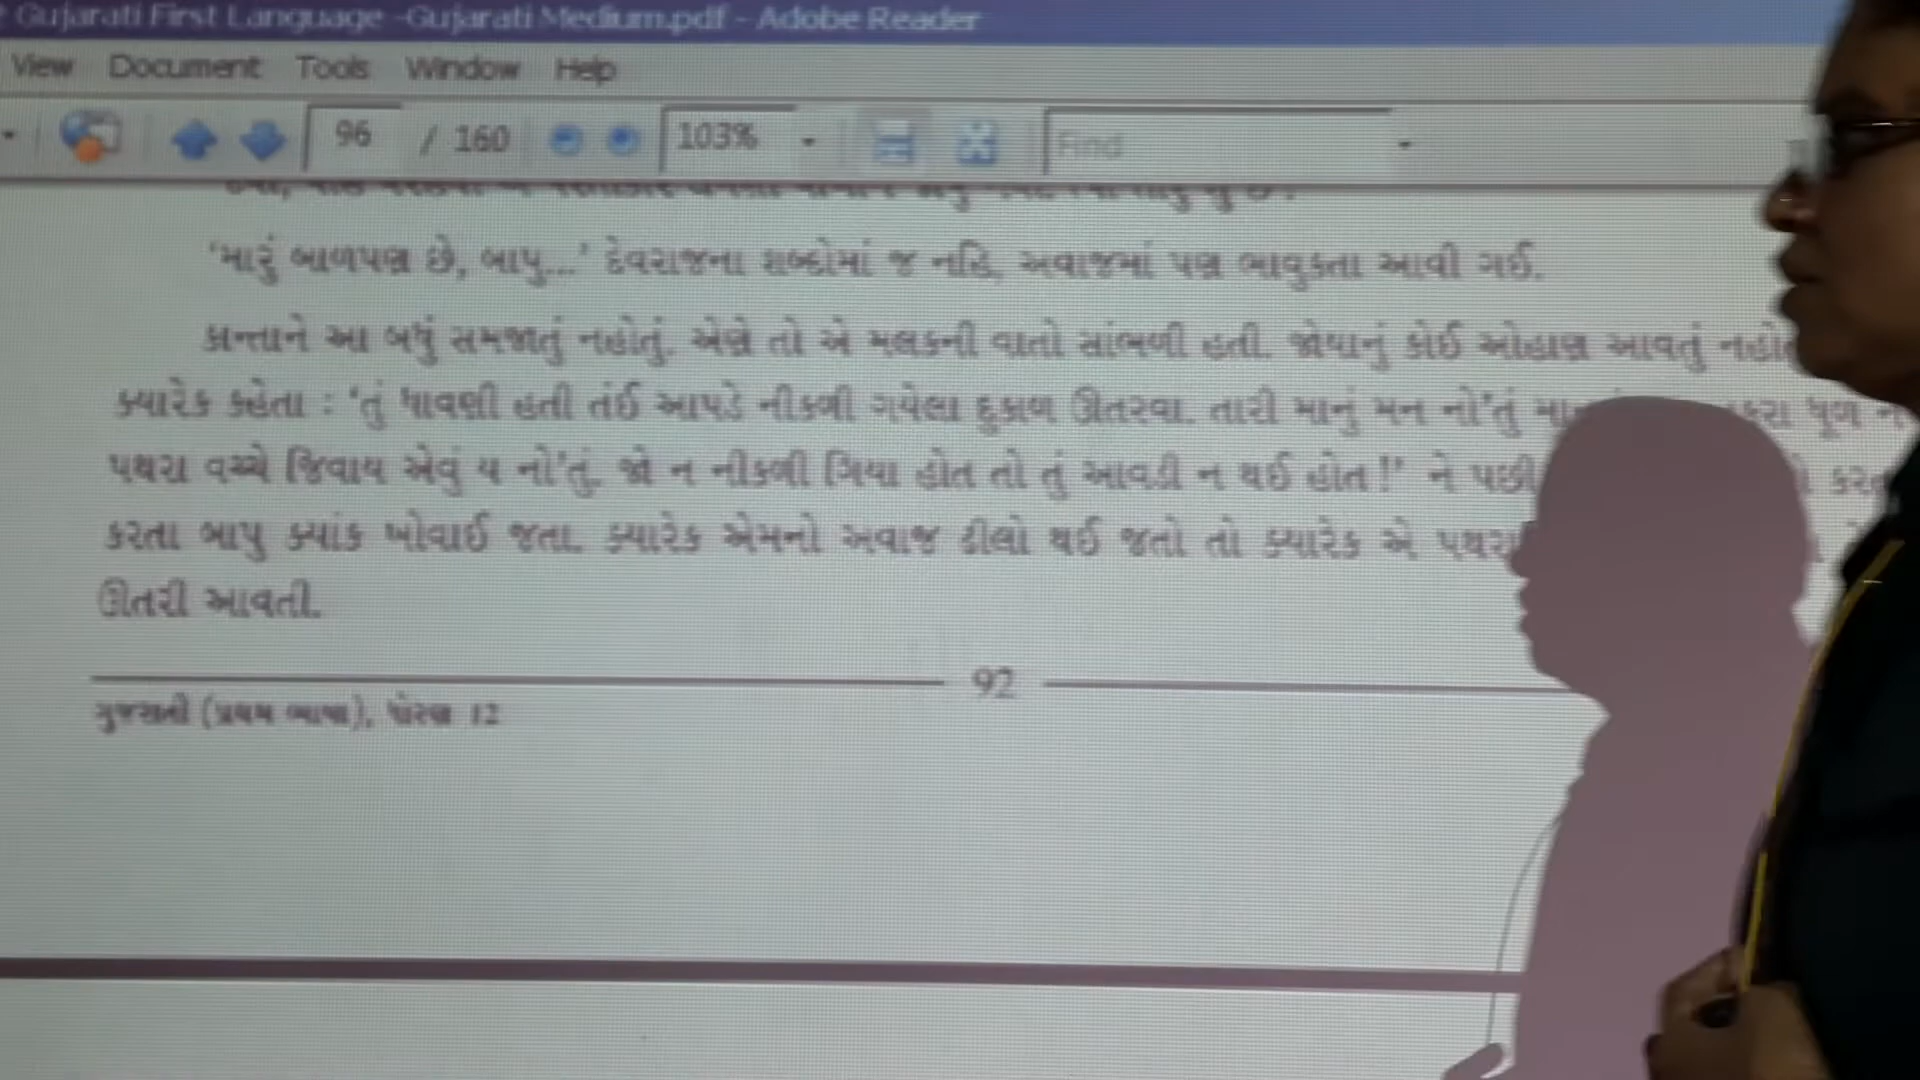 Gujarati First Language -Gujarati Medium.pdf - Adobe Reader
View Document Tools Window Help
96 / 160 103% Find
‘મારું બાળપણ છે, બાપુ...’ દેવરાજના શબ્દોમાં જ નહિ, અવાજમાં પણ ભાવુકતા આવી ગઈ.
કાન્તાને આ બધું સમજાતું નહોતું. એણે તો એ મલકની વાતો સાંભળી હતી. જોયાનું કોઈ ઓહાણ આવતું
ક્યારેક કહેતા : ‘તું ધાવણી હતી તંઈ આપડે નીકળી ગયેલા દુકાળ ઊતરવા. તારી માનું મન નો’તું ધૂળ
પથરા વચ્ચે જિવાય એવું ય નો’તું. જો ન નીકળી ગિયા હોત તો તું આવડી ન થઈ હોત !’ ને પછી
કરતા બાપુ ક્યાંક ખોવાઈ જતા. ક્યારેક એમનો અવાજ ઢીલો થઈ જતો તો ક્યારેક એ
ઊતરી આવતી.
92
ગુજરાતી (પ્રથમ ભાષા), ધોરણ 12